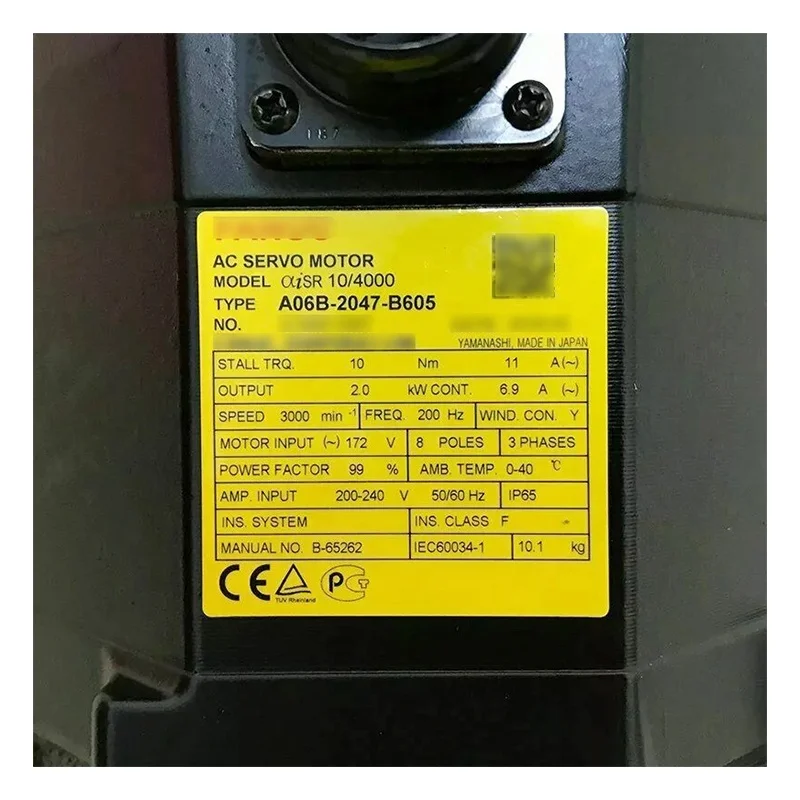 167
AC SERVO MOTOR
MODEL αiSR 10/4000
TYPE A06B-2047-B605
NO.
YAMANASHI, MADE IN JAPAN
STALL TRQ. 10 Nm 11 A(~)
OUTPUT 2.0 kW CONT. 6.9 A (~)
SPEED 3000 min -1 FREQ. 200 Hz WIND. CON. Y
MOTOR INPUT (~) 172 V 8 POLES 3 PHASES
POWER FACTOR 99 % AMB. TEMP. 0-40 ℃
AMP. INPUT 200-240 V 50/60 Hz IP65
INS. SYSTEM INS. CLASS F -
MANUAL NO. B-65262 IEC60034-1 10.1 kg
CE TÜV Rheinland PCT